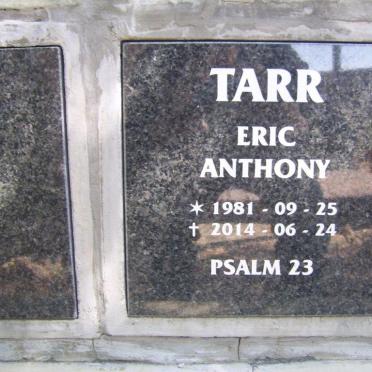 TARR
ERIC
ANTHONY
✶ 1981 - 09 - 25
✝ 2014 - 06 - 24
PSALM 23